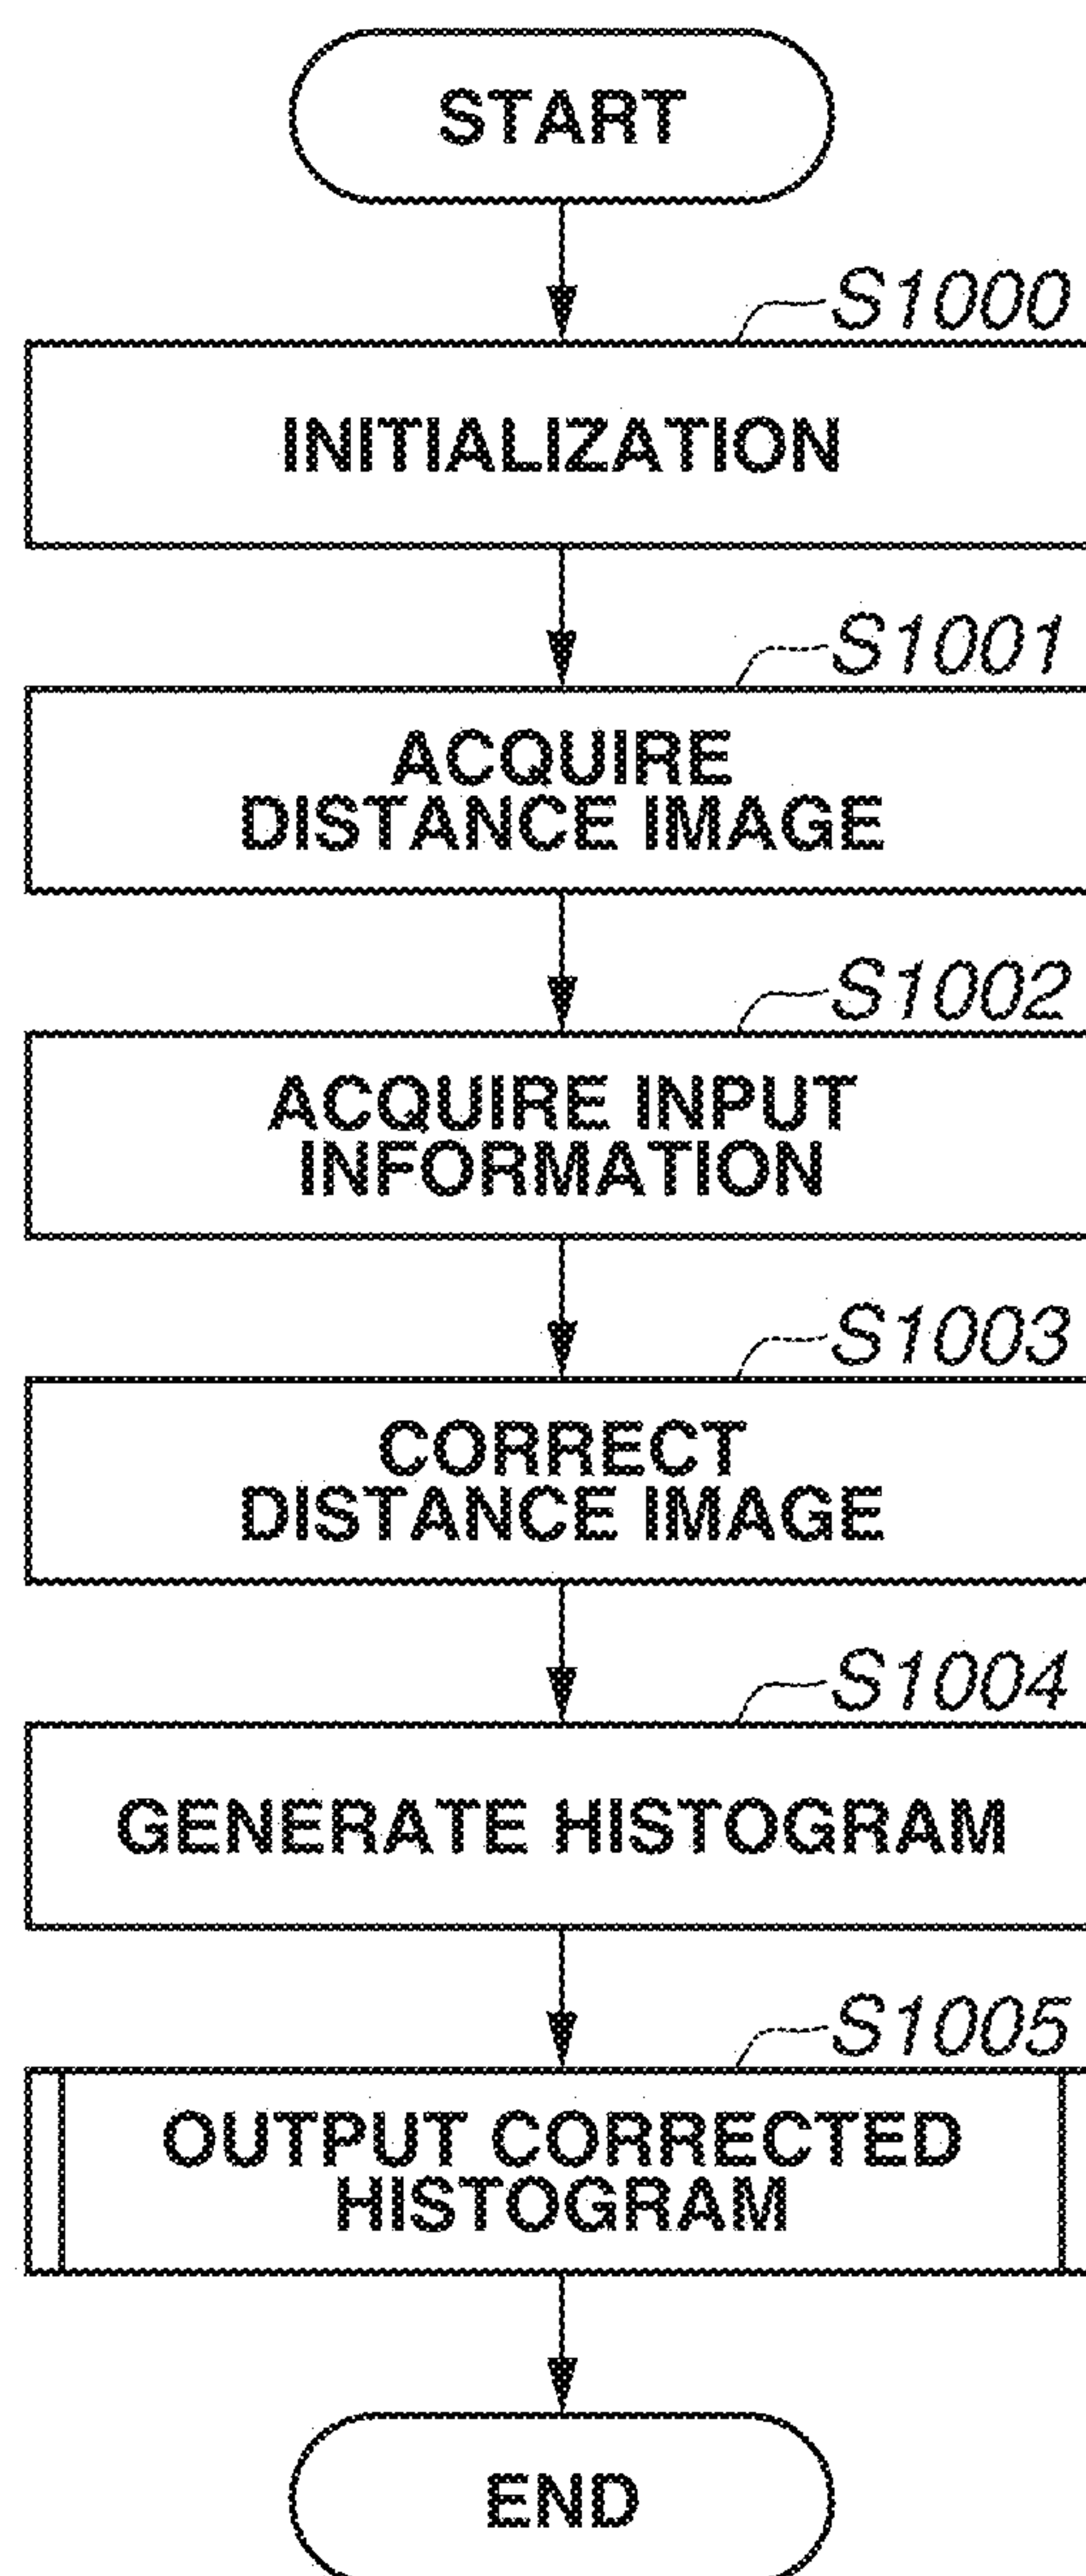 START
S1000
INITIALIZATION
S1001
ACQUIRE
DISTANCE IMAGE
S1002
ACQUIRE INPUT
INFORMATION
S1003
CORRECT
DISTANCE IMAGE
S1004
GENERATE HISTOGRAM
S1005
OUTPUT CORRECTED
HISTOGRAM
END